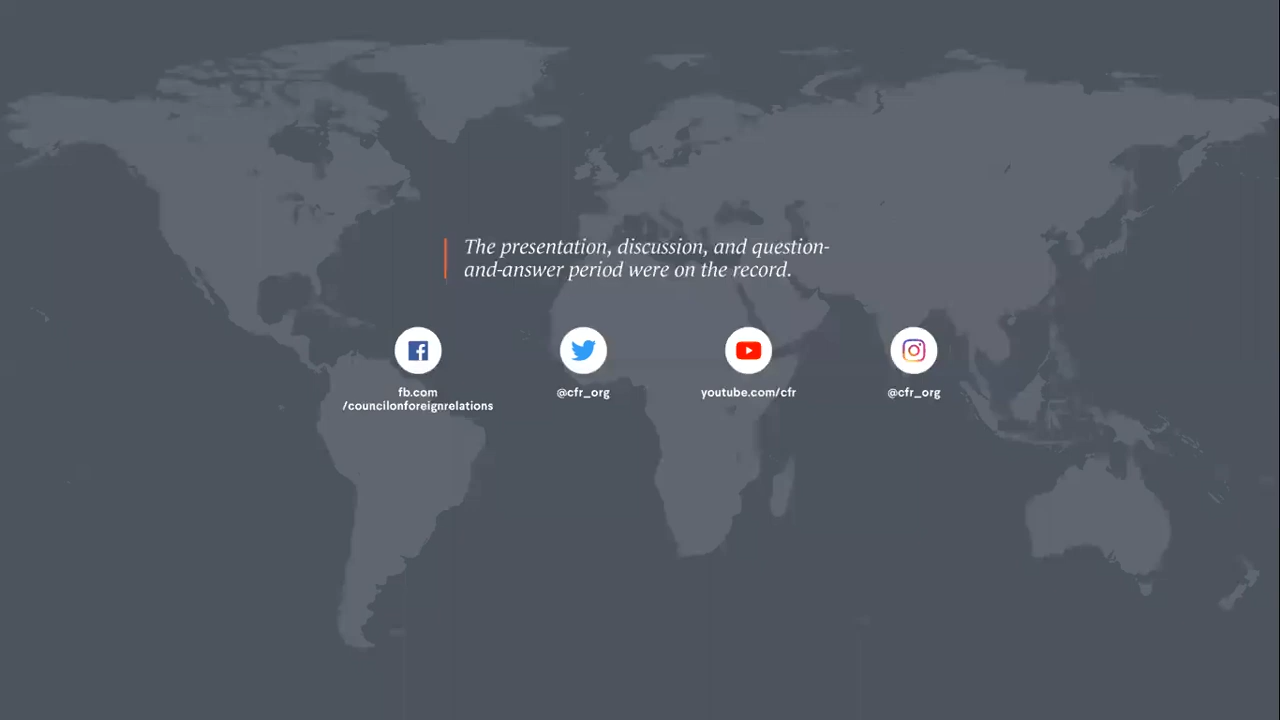 The presentation, discussion, and question-
and-answer period were on the record.
fb.com
/councilonforeignrelations
@cfr_org
youtube.com/cfr
@cfr_org